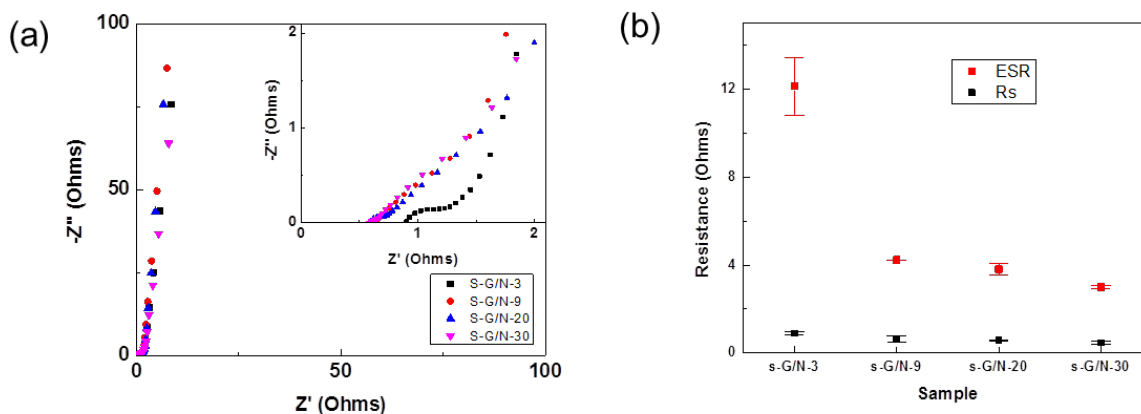 (a)
100
50
0
-Z" (Ohms)
0
50
100
Z' (Ohms)
2
1
0
-Z" (Ohms)
0
1
2
Z' (Ohms)
S-G/N-3
S-G/N-9
S-G/N-20
S-G/N-30
(b)
ESR
Rs
12
8
4
0
Resistance (Ohms)
s-G/N-3
s-G/N-9
s-G/N-20
s-G/N-30
Sample